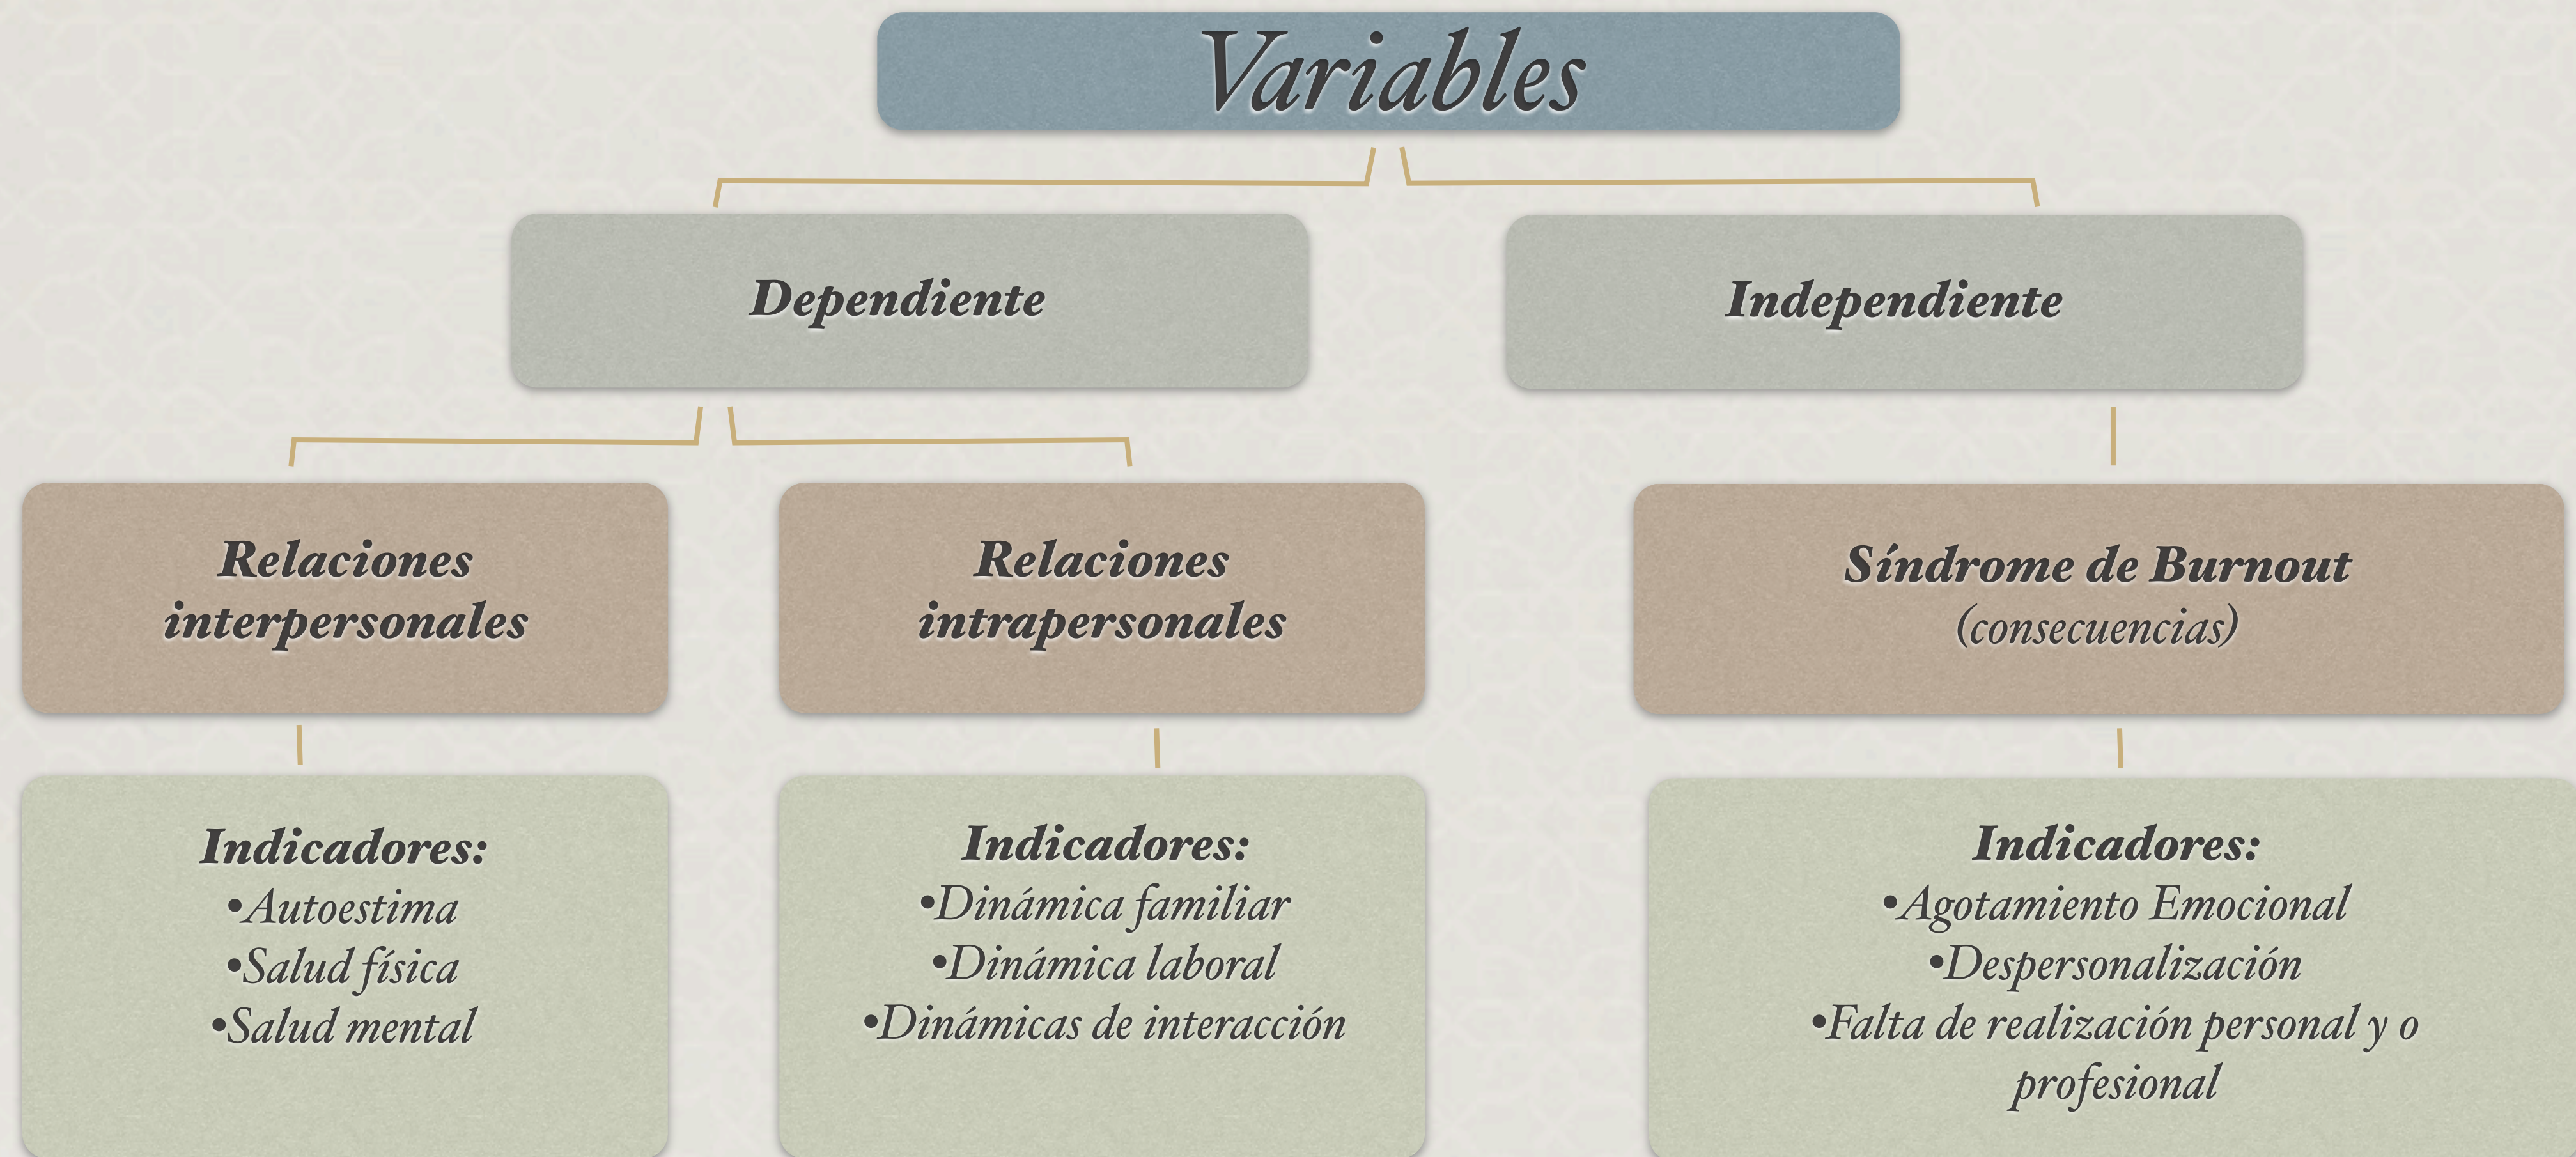 Variables
Dependiente
Independiente
Relaciones
interpersonales
Relaciones
intrapersonales
Síndrome de Burnout
(consecuencias)
Indicadores:
•Autoestima
•Salud física
•Salud mental
Indicadores:
•Dinámica familiar
•Dinámica laboral
•Dinámicas de interacción
Indicadores:
•Agotamiento Emocional
•Despersonalización
•Falta de realización personal y o
profesional